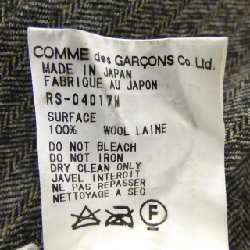 COMME des GARÇONS Co. Ltd.
MADE IN JAPAN
FABRIQUE AU JAPON
RS-04017M
SURFACE
100% WOOL LAINE
DO NOT BLEACH
DO NOT IRON
DRY CLEAN ONLY
JAVEL INTERDIT
NE PAS REPASSER
NETTOYAGE A SEC
F